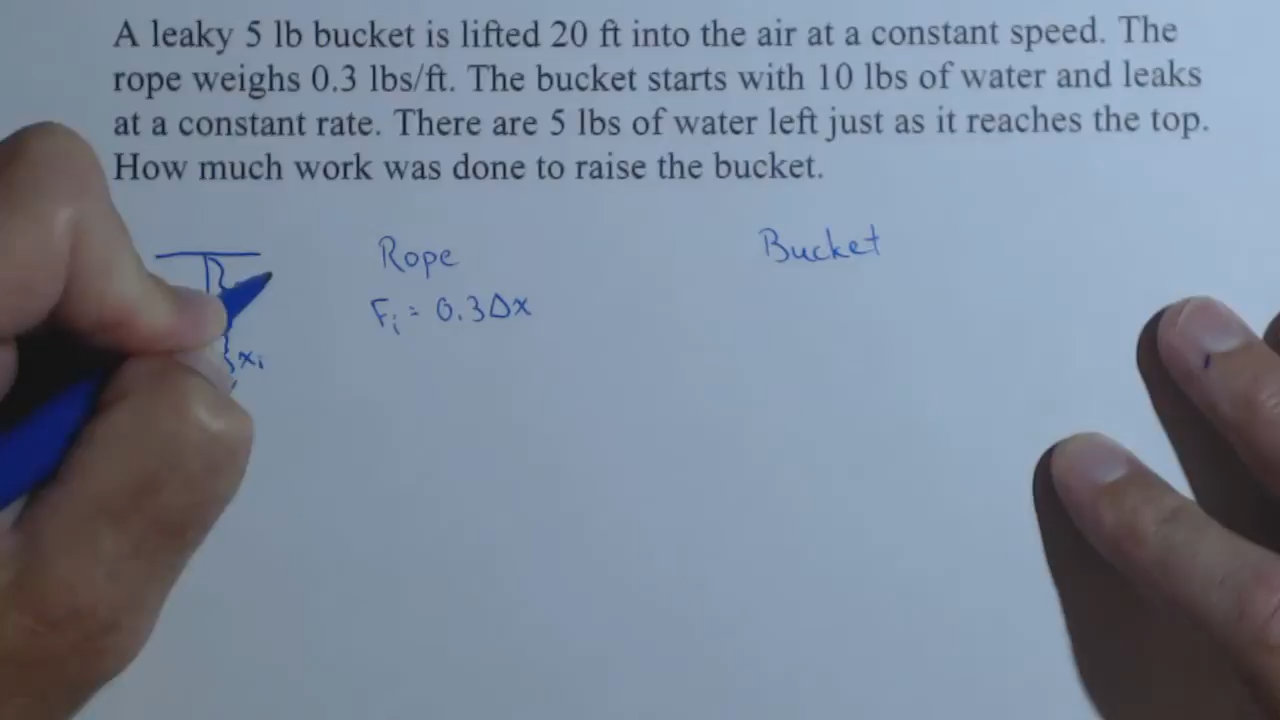 A leaky 5 lb bucket is lifted 20 ft into the air at a constant speed. The
rope weighs 0.3 lbs/ft. The bucket starts with 10 lbs of water and leaks
at a constant rate. There are 5 lbs of water left just as it reaches the top.
How much work was done to raise the bucket.
Rope
Bucket
Fᵢ = 0.3Δx
xᵢ